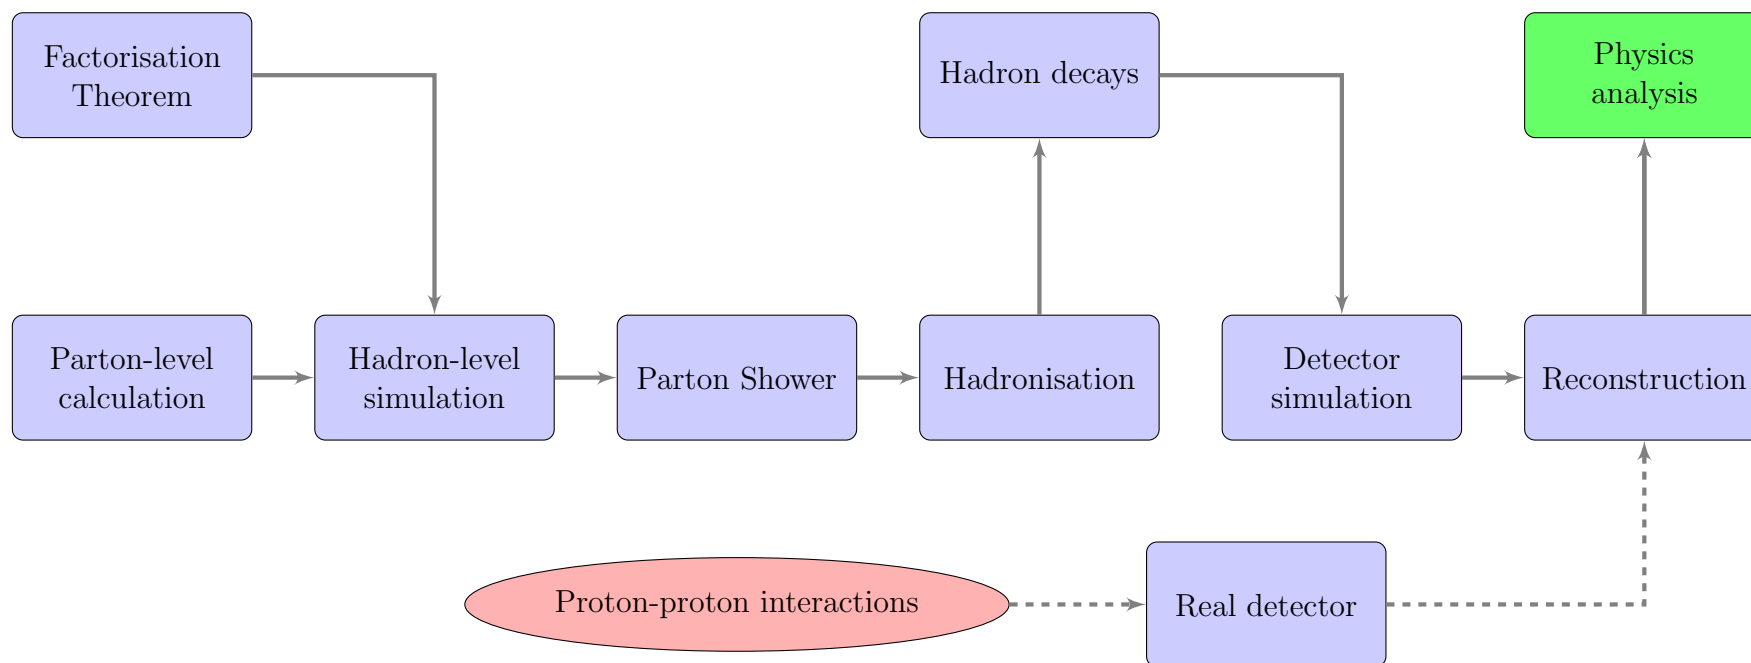 Factorisation
Theorem
Hadron decays
Physics
analysis
Parton-level
calculation
Hadron-level
simulation
Parton Shower
Hadronisation
Detector
simulation
Reconstruction
Proton-proton interactions
Real detector